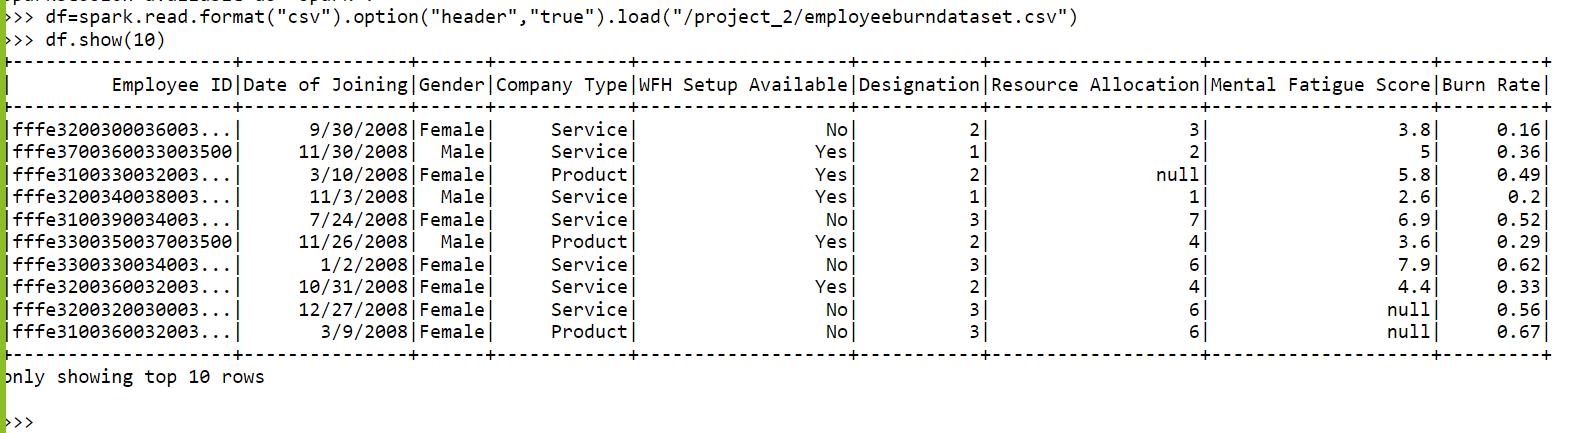 >>> df=spark.read.format("csv").option("header","true").load("/project_2/employeeburndataset.csv")
>>> df.show(10)
+--------------------+---------------+------+------------+-------------------+-----------+-------------------+--------------------+---------+
|         Employee ID|Date of Joining|Gender|Company Type|WFH Setup Available|Designation|Resource Allocation|Mental Fatigue Score|Burn Rate|
+--------------------+---------------+------+------------+-------------------+-----------+-------------------+--------------------+---------+
|fffe3200300036003...|      9/30/2008|Female|     Service|                 No|          2|                  3|                 3.8|     0.16|
|fffe3700360033003500|     11/30/2008|  Male|     Service|                Yes|          1|                  2|                   5|     0.36|
|fffe3100330032003...|      3/10/2008|Female|     Product|                Yes|          2|               null|                 5.8|     0.49|
|fffe3200340038003...|      11/3/2008|  Male|     Service|                Yes|          1|                  1|                 2.6|      0.2|
|fffe3100390034003...|      7/24/2008|Female|     Service|                 No|          3|                  7|                 6.9|     0.52|
|fffe3300350037003500|     11/26/2008|  Male|     Product|                Yes|          2|                  4|                 3.6|     0.29|
|fffe3300330034003...|       1/2/2008|Female|     Service|                 No|          3|                  6|                 7.9|     0.62|
|fffe3200360032003...|     10/31/2008|Female|     Service|                Yes|          2|                  4|                 4.4|     0.33|
|fffe3200320030003...|     12/27/2008|Female|     Service|                 No|          3|                  6|                null|     0.56|
|fffe3100360032003...|       3/9/2008|Female|     Product|                 No|          3|                  6|                null|     0.67|
+--------------------+---------------+------+------------+-------------------+-----------+-------------------+--------------------+---------+
only showing top 10 rows
>>>